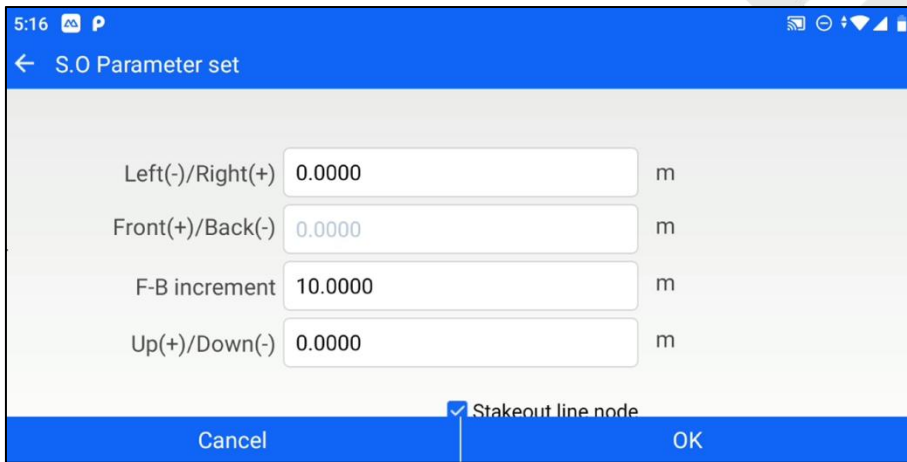 5:16
← S.O Parameter set
Left(-)/Right(+) 0.0000 m
Front(+)/Back(-) 0.0000 m
F-B increment 10.0000 m
Up(+)/Down(-) 0.0000 m
Stakeout line node
Cancel OK